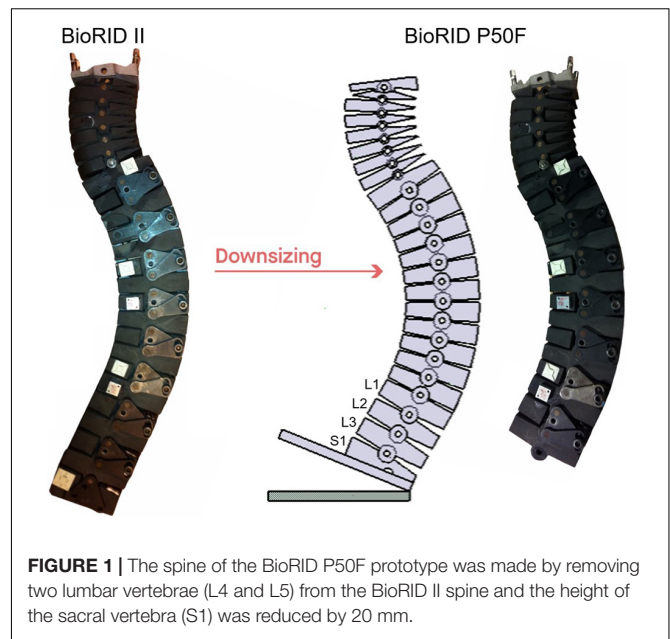 BioRID II
BioRID P50F
Downsizing
L1
L2
L3
S1
FIGURE 1 | The spine of the BioRID P50F prototype was made by removing
two lumbar vertebrae (L4 and L5) from the BioRID II spine and the height of
the sacral vertebra (S1) was reduced by 20 mm.